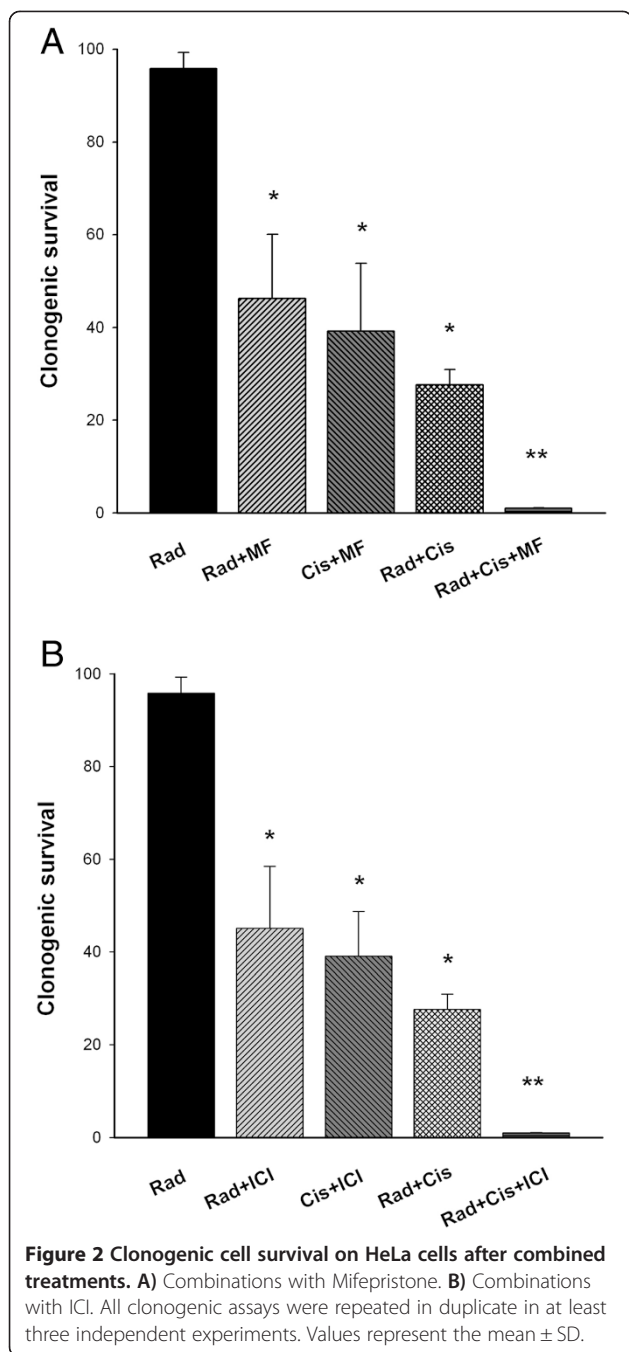 A
100
80
60
40
20
0
Clonogenic survival
*
*
*
**
Rad
Rad+MF
Cis+MF
Rad+Cis
Rad+Cis+MF
B
100
80
60
40
20
0
Clonogenic survival
*
*
*
**
Rad
Rad+ICI
Cis+ICI
Rad+Cis
Rad+Cis+ICI
Figure 2 Clonogenic cell survival on HeLa cells after combined
treatments. A) Combinations with Mifepristone. B) Combinations
with ICI. All clonogenic assays were repeated in duplicate in at least
three independent experiments. Values represent the mean ± SD.